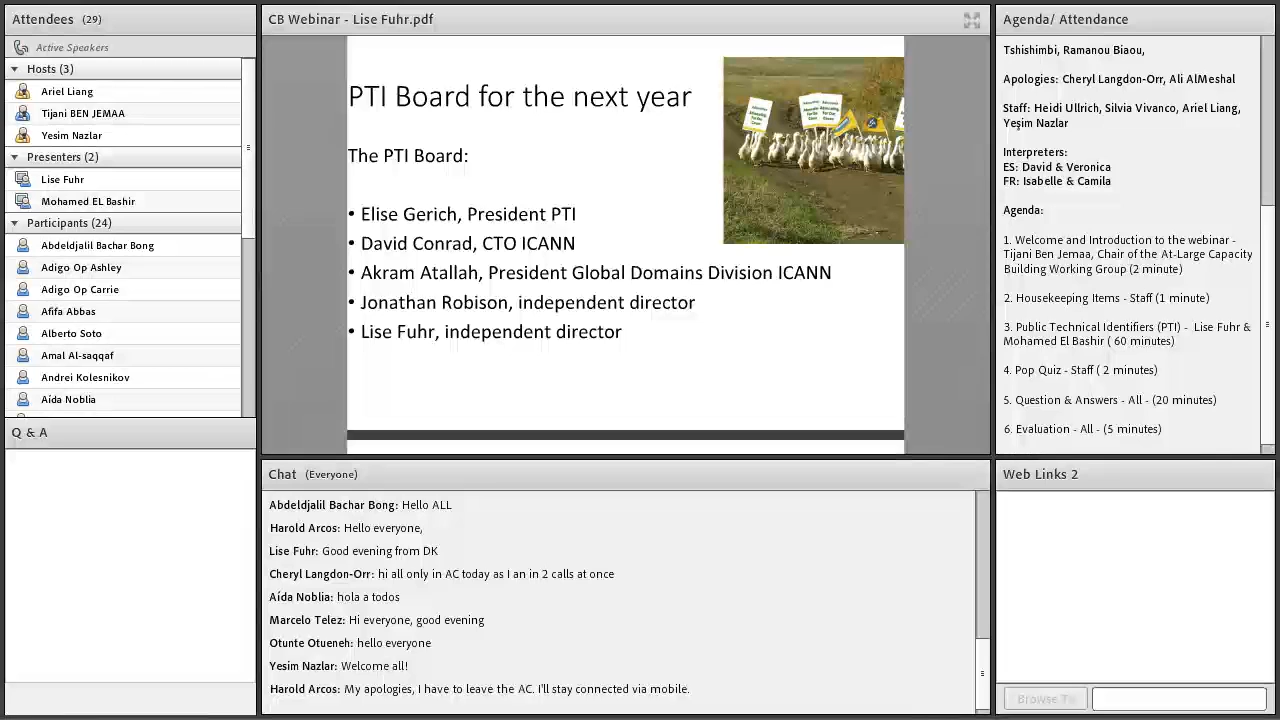 Attendees (29)
Active Speakers
Hosts (3)
Ariel Liang
Tijani BEN JEMAA
Yesim Nazlar
Presenters (2)
Lise Fuhr
Mohamed EL Bashir
Participants (24)
Abdeldjalil Bachar Bong
Adigo Op Ashley
Adigo Op Carrie
Afifa Abbas
Alberto Soto
Amal Al-saqqaf
Andrei Kolesnikov
Aída Noblia
Q & A
CB Webinar - Lise Fuhr.pdf
PTI Board for the next year
The PTI Board:
• Elise Gerich, President PTI
• David Conrad, CTO ICANN
• Akram Atallah, President Global Domains Division ICANN
• Jonathan Robison, independent director
• Lise Fuhr, independent director
Chat (Everyone)
Abdeldjalil Bachar Bong: Hello ALL
Harold Arcos: Hello everyone,
Lise Fuhr: Good evening from DK
Cheryl Langdon-Orr: hi all only in AC today as I an in 2 calls at once
Aída Noblia: hola a todos
Marcelo Telez: Hi everyone, good evening
Otunte Otueneh: hello everyone
Yesim Nazlar: Welcome all!
Harold Arcos: My apologies, I have to leave the AC. I'll stay connected via mobile.
Agenda/ Attendance
Tshishimbi, Ramanou Biaou,
Apologies: Cheryl Langdon-Orr, Ali AlMeshal
Staff: Heidi Ullrich, Silvia Vivanco, Ariel Liang,
Yeşim Nazlar
Interpreters:
ES: David & Veronica
FR: Isabelle & Camila
Agenda:
1. Welcome and Introduction to the webinar -
Tijani Ben Jemaa, Chair of the At-Large Capacity
Building Working Group (2 minute)
2. Housekeeping Items - Staff (1 minute)
3. Public Technical Identifiers (PTI) - Lise Fuhr &
Mohamed El Bashir ( 60 minutes)
4. Pop Quiz - Staff ( 2 minutes)
5. Question & Answers - All - (20 minutes)
6. Evaluation - All - (5 minutes)
Web Links 2
Browse To